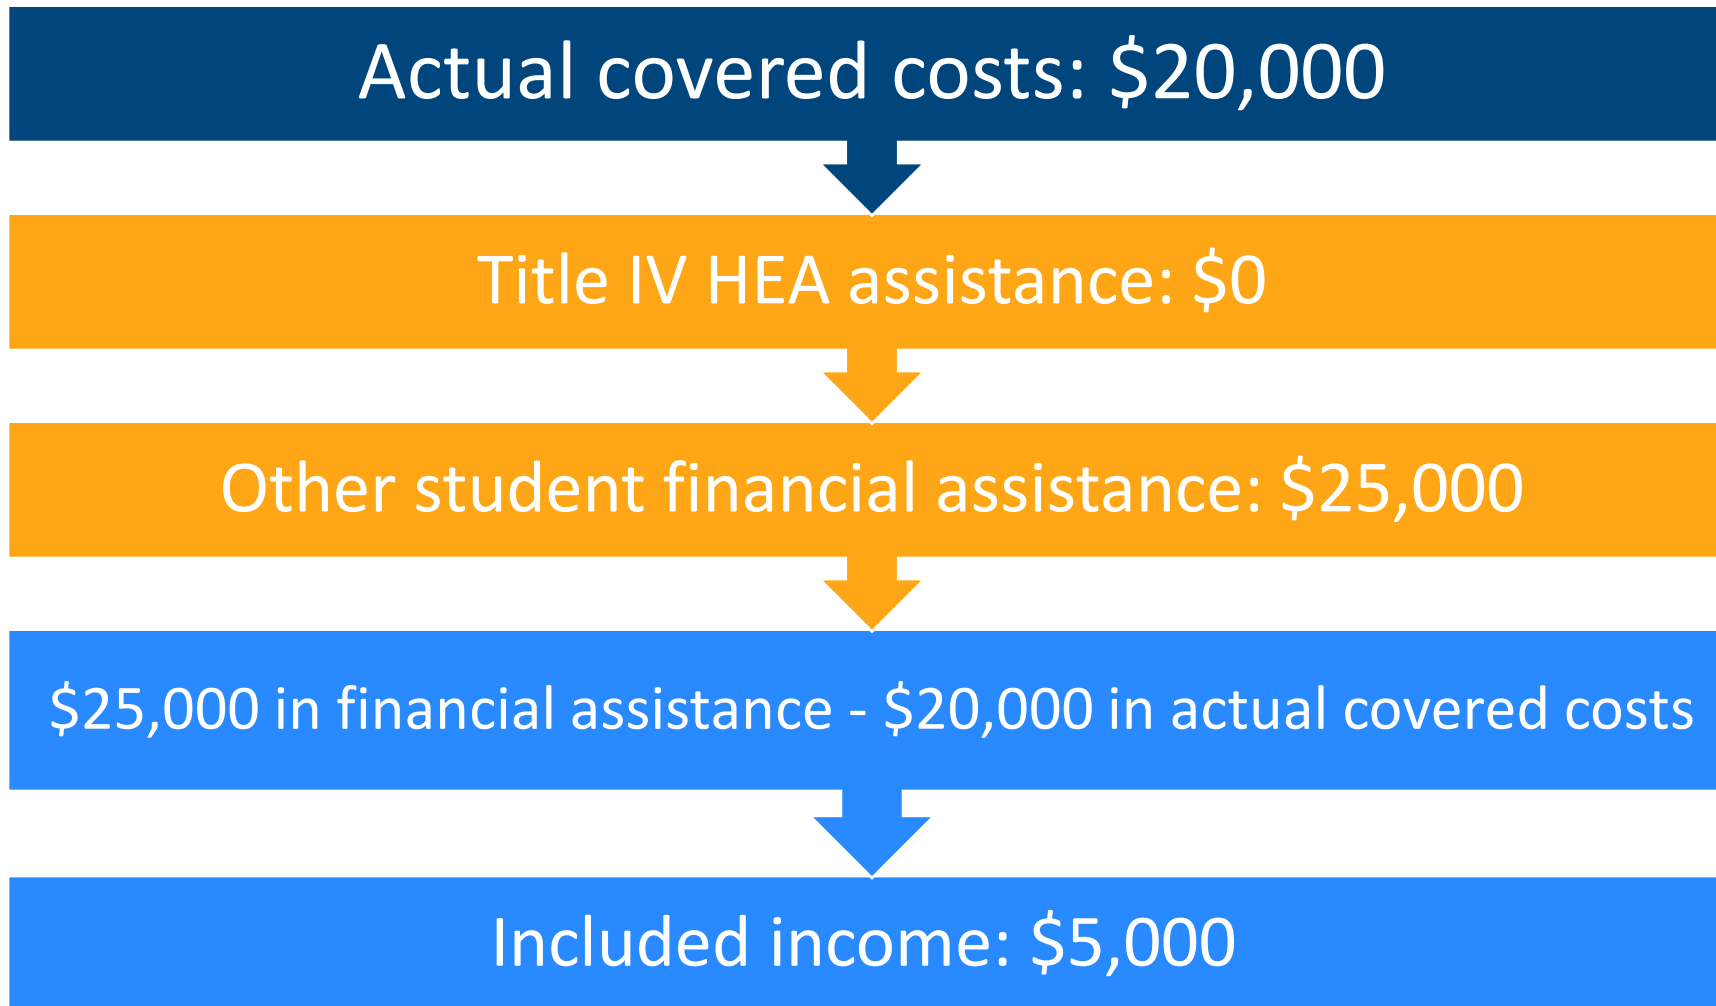 Actual covered costs: $20,000
Title IV HEA assistance: $0
Other student financial assistance: $25,000
$25,000 in financial assistance - $20,000 in actual covered costs
Included income: $5,000